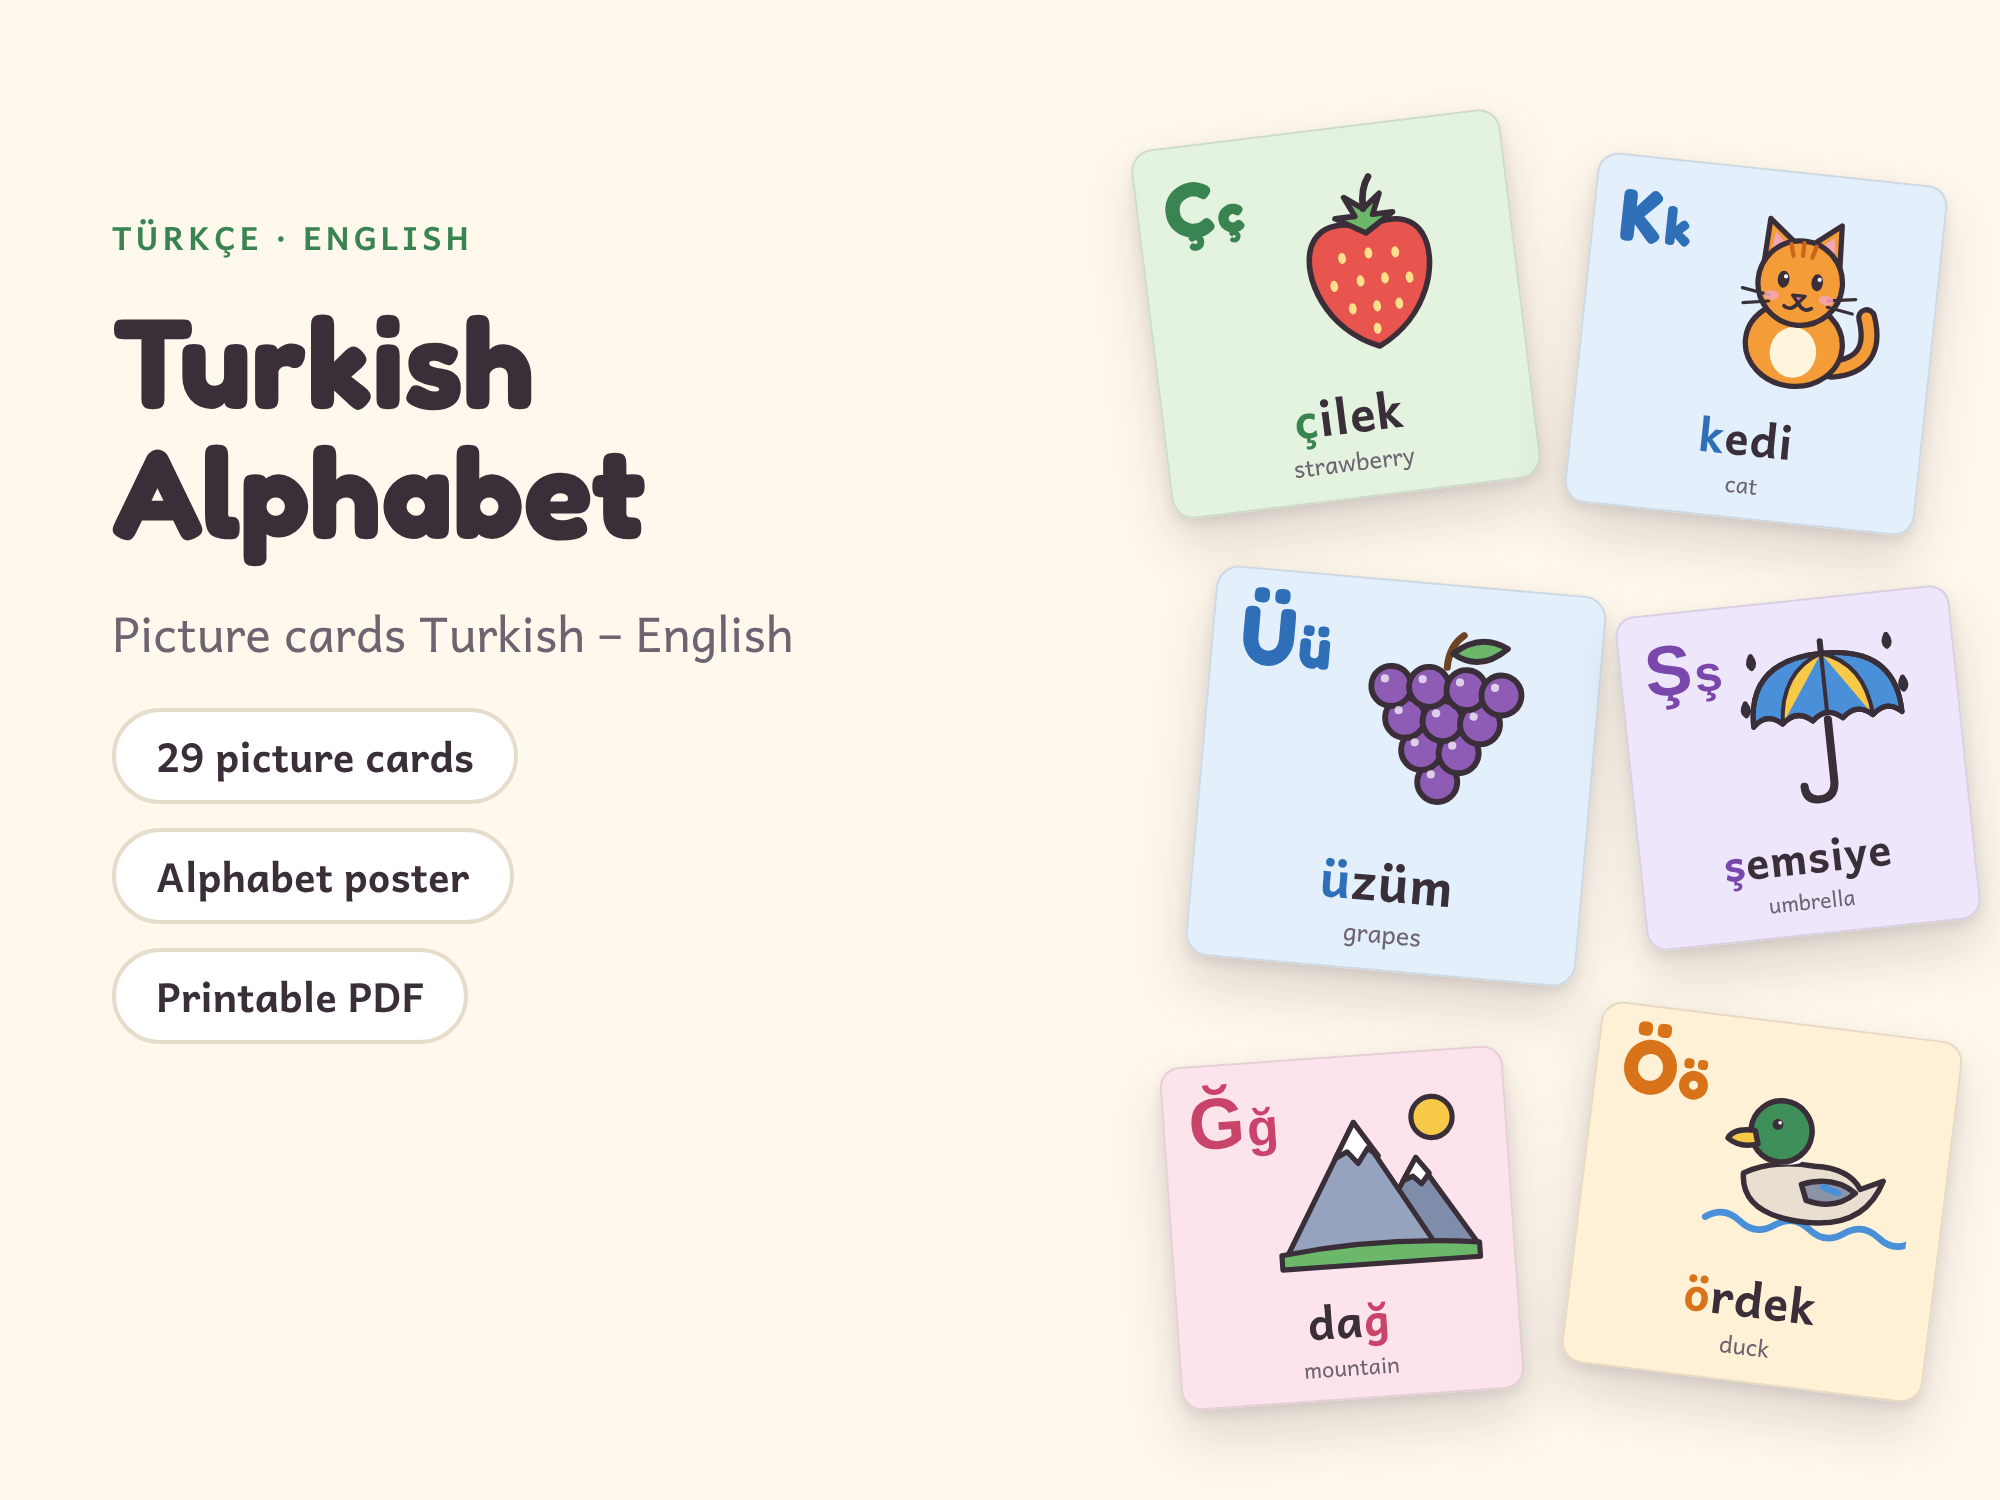 TÜRKÇE · ENGLISH
Turkish
Alphabet
Picture cards Turkish – English
29 picture cards
Alphabet poster
Printable PDF
Çç
çilek
strawberry
Kk
kedi
cat
Üü
üzüm
grapes
Şş
şemsiye
umbrella
Ğğ
dağ
mountain
Öö
ördek
duck